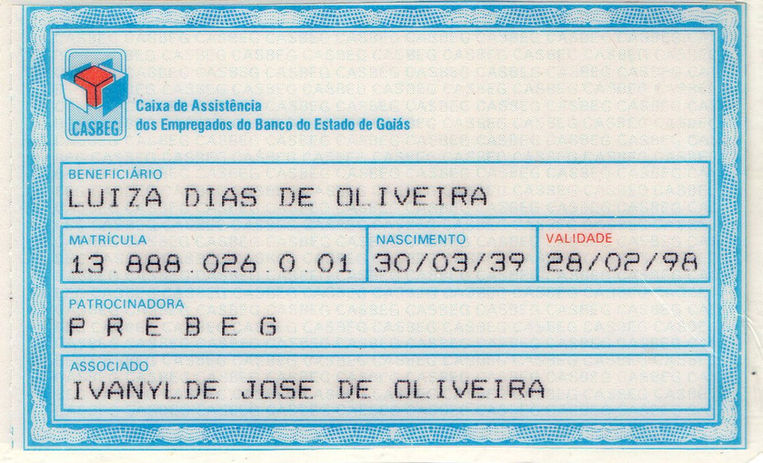 CASBEG
Caixa de Assistência
dos Empregados do Banco do Estado de Goiás
BENEFICIÁRIO
LUIZA DIAS DE OLIVEIRA
MATRÍCULA
13.888.026.0.01
NASCIMENTO
30/03/39
VALIDADE
28/02/98
PATROCINADORA
P R E B E G
ASSOCIADO
IVANYLDE JOSE DE OLIVEIRA